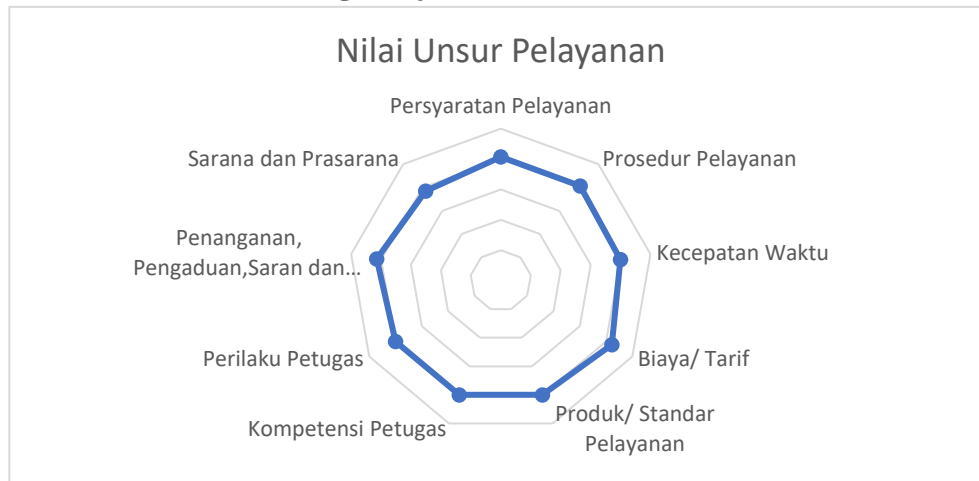 Nilai Unsur Pelayanan
Persyaratan Pelayanan
Prosedur Pelayanan
Kecepatan Waktu
Biaya/ Tarif
Produk/ Standar
Pelayanan
Kompetensi Petugas
Perilaku Petugas
Penanganan,
Pengaduan,Saran dan…
Sarana dan Prasarana